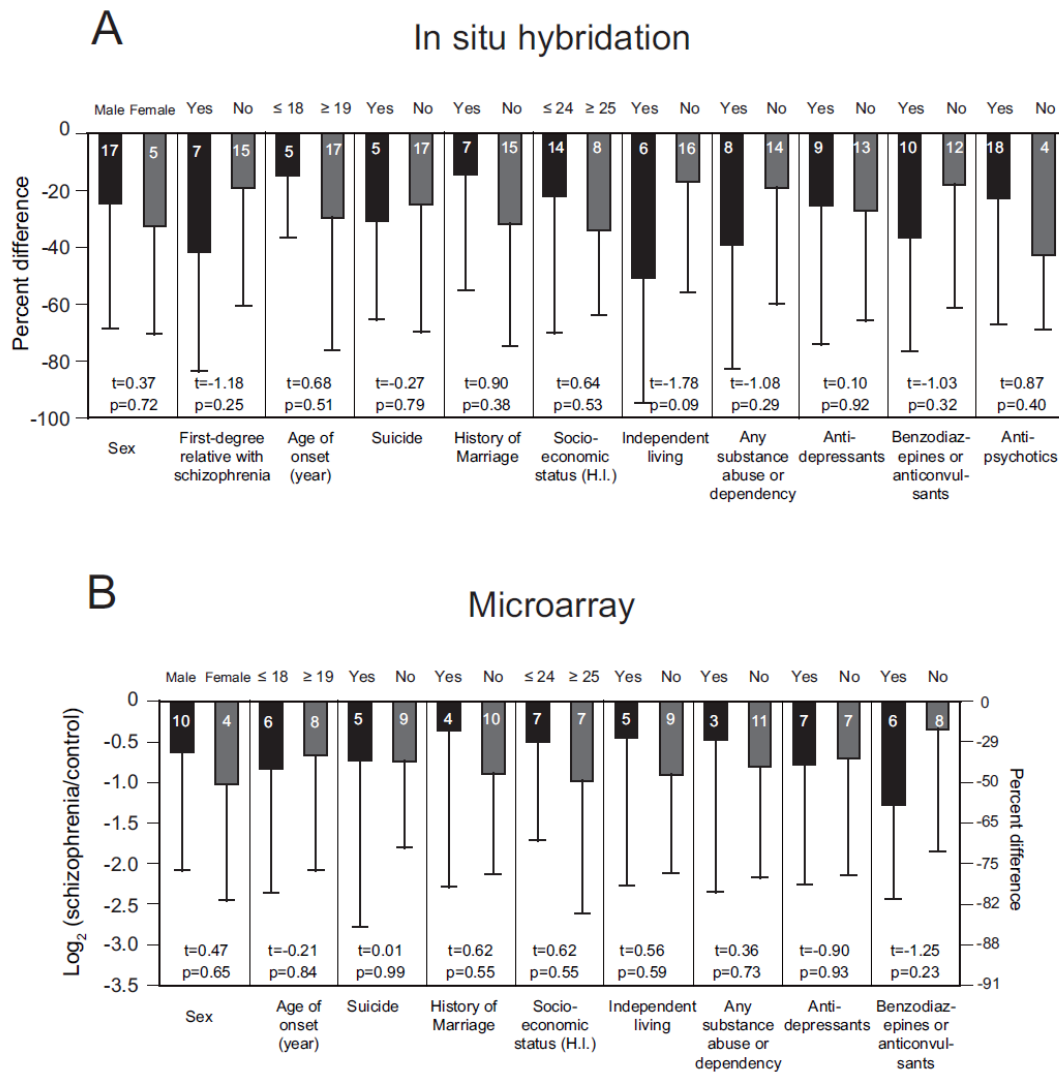 A
In situ hybridation
Male Female Yes No ≤ 18 ≥ 19 Yes No Yes No ≤ 24 ≥ 25 Yes No Yes No Yes No Yes No Yes No
0
-20
-40
-60
-80
-100
Percent difference
17 5 7 15 5 17 5 17 7 15 14 8 6 16 8 14 9 13 10 12 18 4
t=0.37 t=-1.18 t=0.68 t=-0.27 t=0.90 t=0.64 t=-1.78 t=-1.08 t=0.10 t=-1.03 t=0.87
p=0.72 p=0.25 p=0.51 p=0.79 p=0.38 p=0.53 p=0.09 p=0.29 p=0.92 p=0.32 p=0.40
Sex
First-degree
relative with
schizophrenia
Age of
onset
(year)
Suicide
History of
Marriage
Socio-
economic
status (H.I.)
Independent
living
Any
substance
abuse or
dependency
Anti-
depressants
Benzodiaz-
epines or
anticonvul-
sants
Anti-
psychotics
B
Microarray
Male Female ≤ 18 ≥ 19 Yes No Yes No ≤ 24 ≥ 25 Yes No Yes No Yes No Yes No
0
-0.5
-1.0
-1.5
-2.0
-2.5
-3.0
-3.5
Log2 (schizophrenia/control)
10 4 6 8 5 9 4 10 7 7 5 9 3 11 7 7 6 8
0
-29
-50
-65
-75
-82
-88
-91
Percent difference
t=0.47 t=-0.21 t=0.01 t=0.62 t=0.62 t=0.56 t=0.36 t=-0.90 t=-1.25
p=0.65 p=0.84 p=0.99 p=0.55 p=0.55 p=0.59 p=0.73 p=0.93 p=0.23
Sex
Age of
onset
(year)
Suicide
History of
Marriage
Socio-
economic
status (H.I.)
Independent
living
Any
substance
abuse or
dependency
Anti-
depressants
Benzodiaz-
epines or
anticonvul-
sants